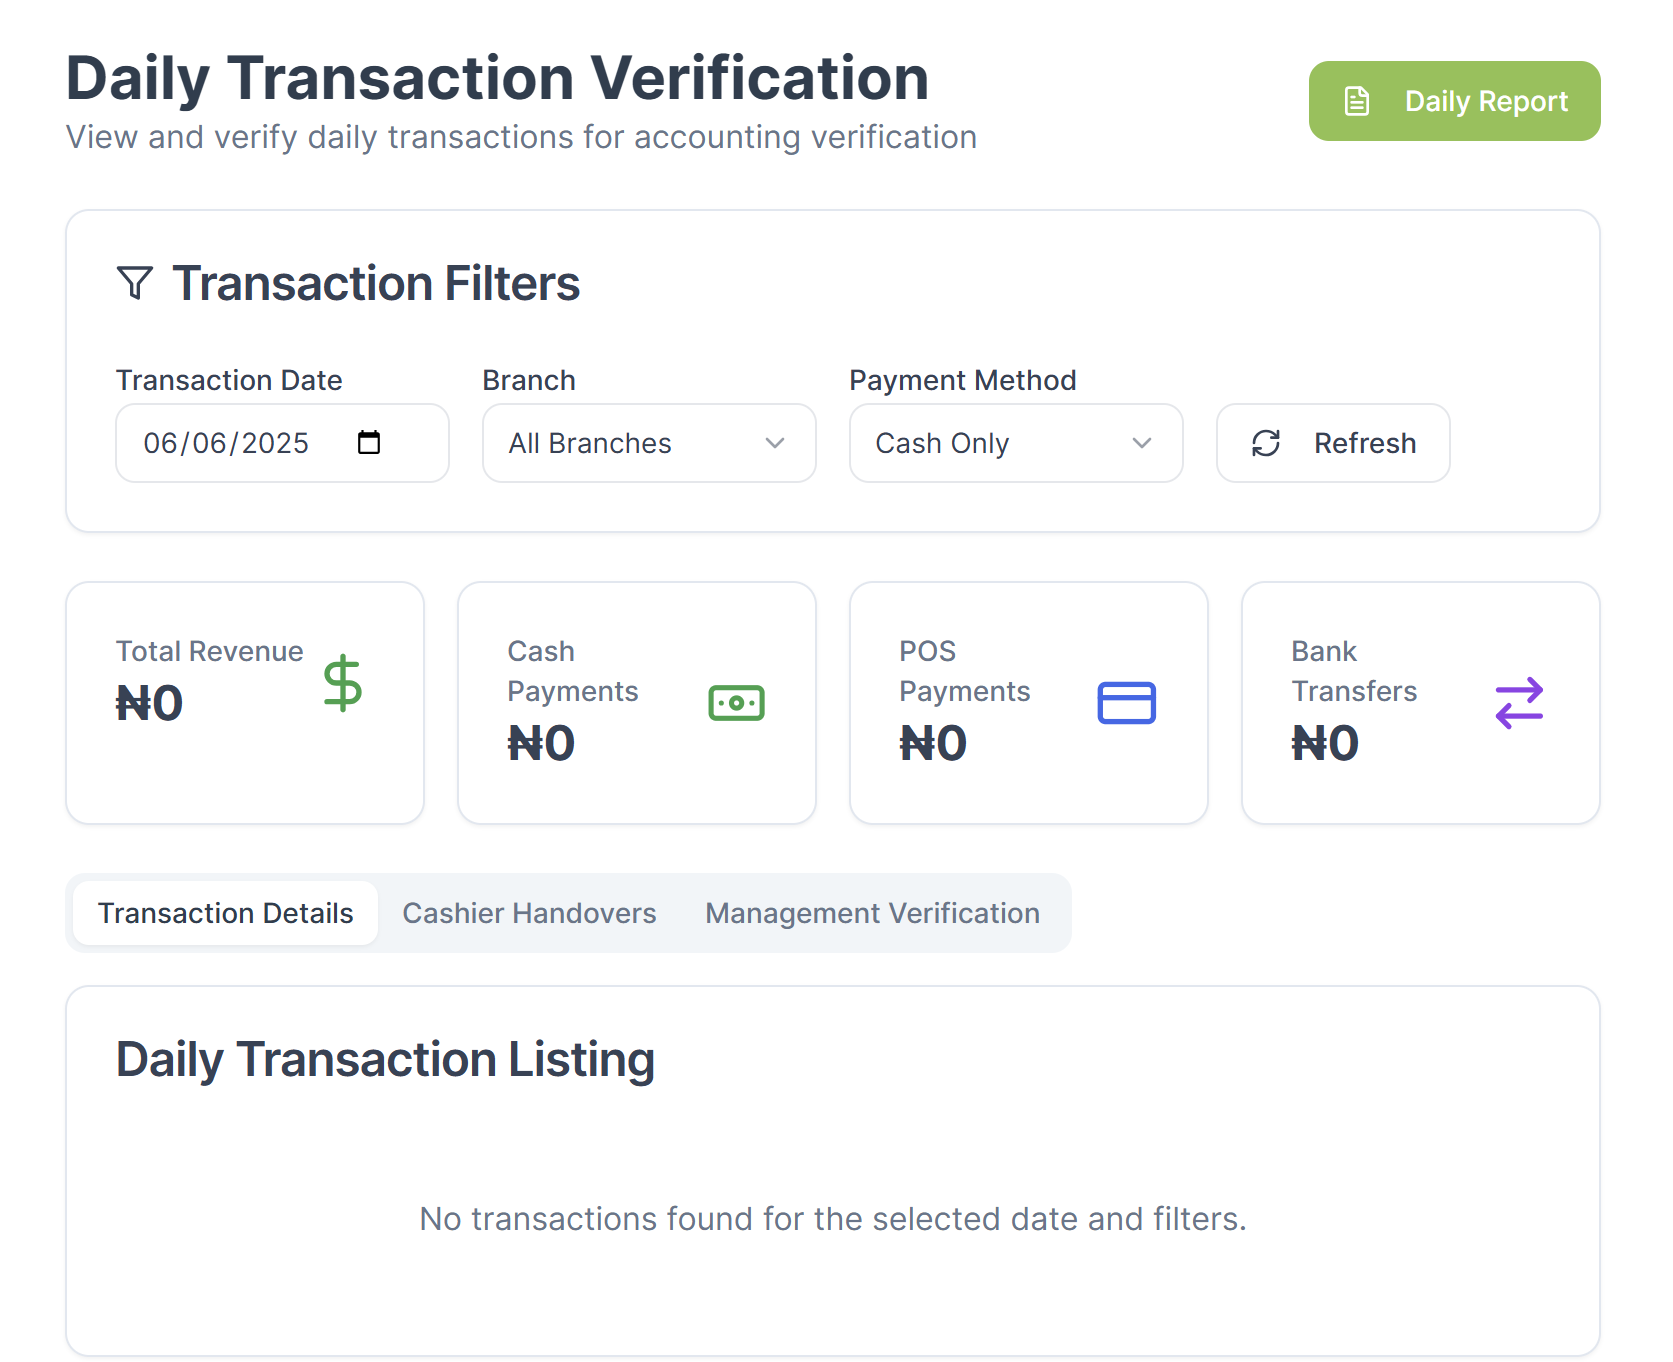 Daily Transaction Verification
View and verify daily transactions for accounting verification
Daily Report
Transaction Filters
Transaction Date
Branch
Payment Method
06/06/2025
All Branches
Cash Only
Refresh
Total Revenue
₦0
Cash
Payments
₦0
POS
Payments
₦0
Bank
Transfers
₦0
Transaction Details
Cashier Handovers
Management Verification
Daily Transaction Listing
No transactions found for the selected date and filters.